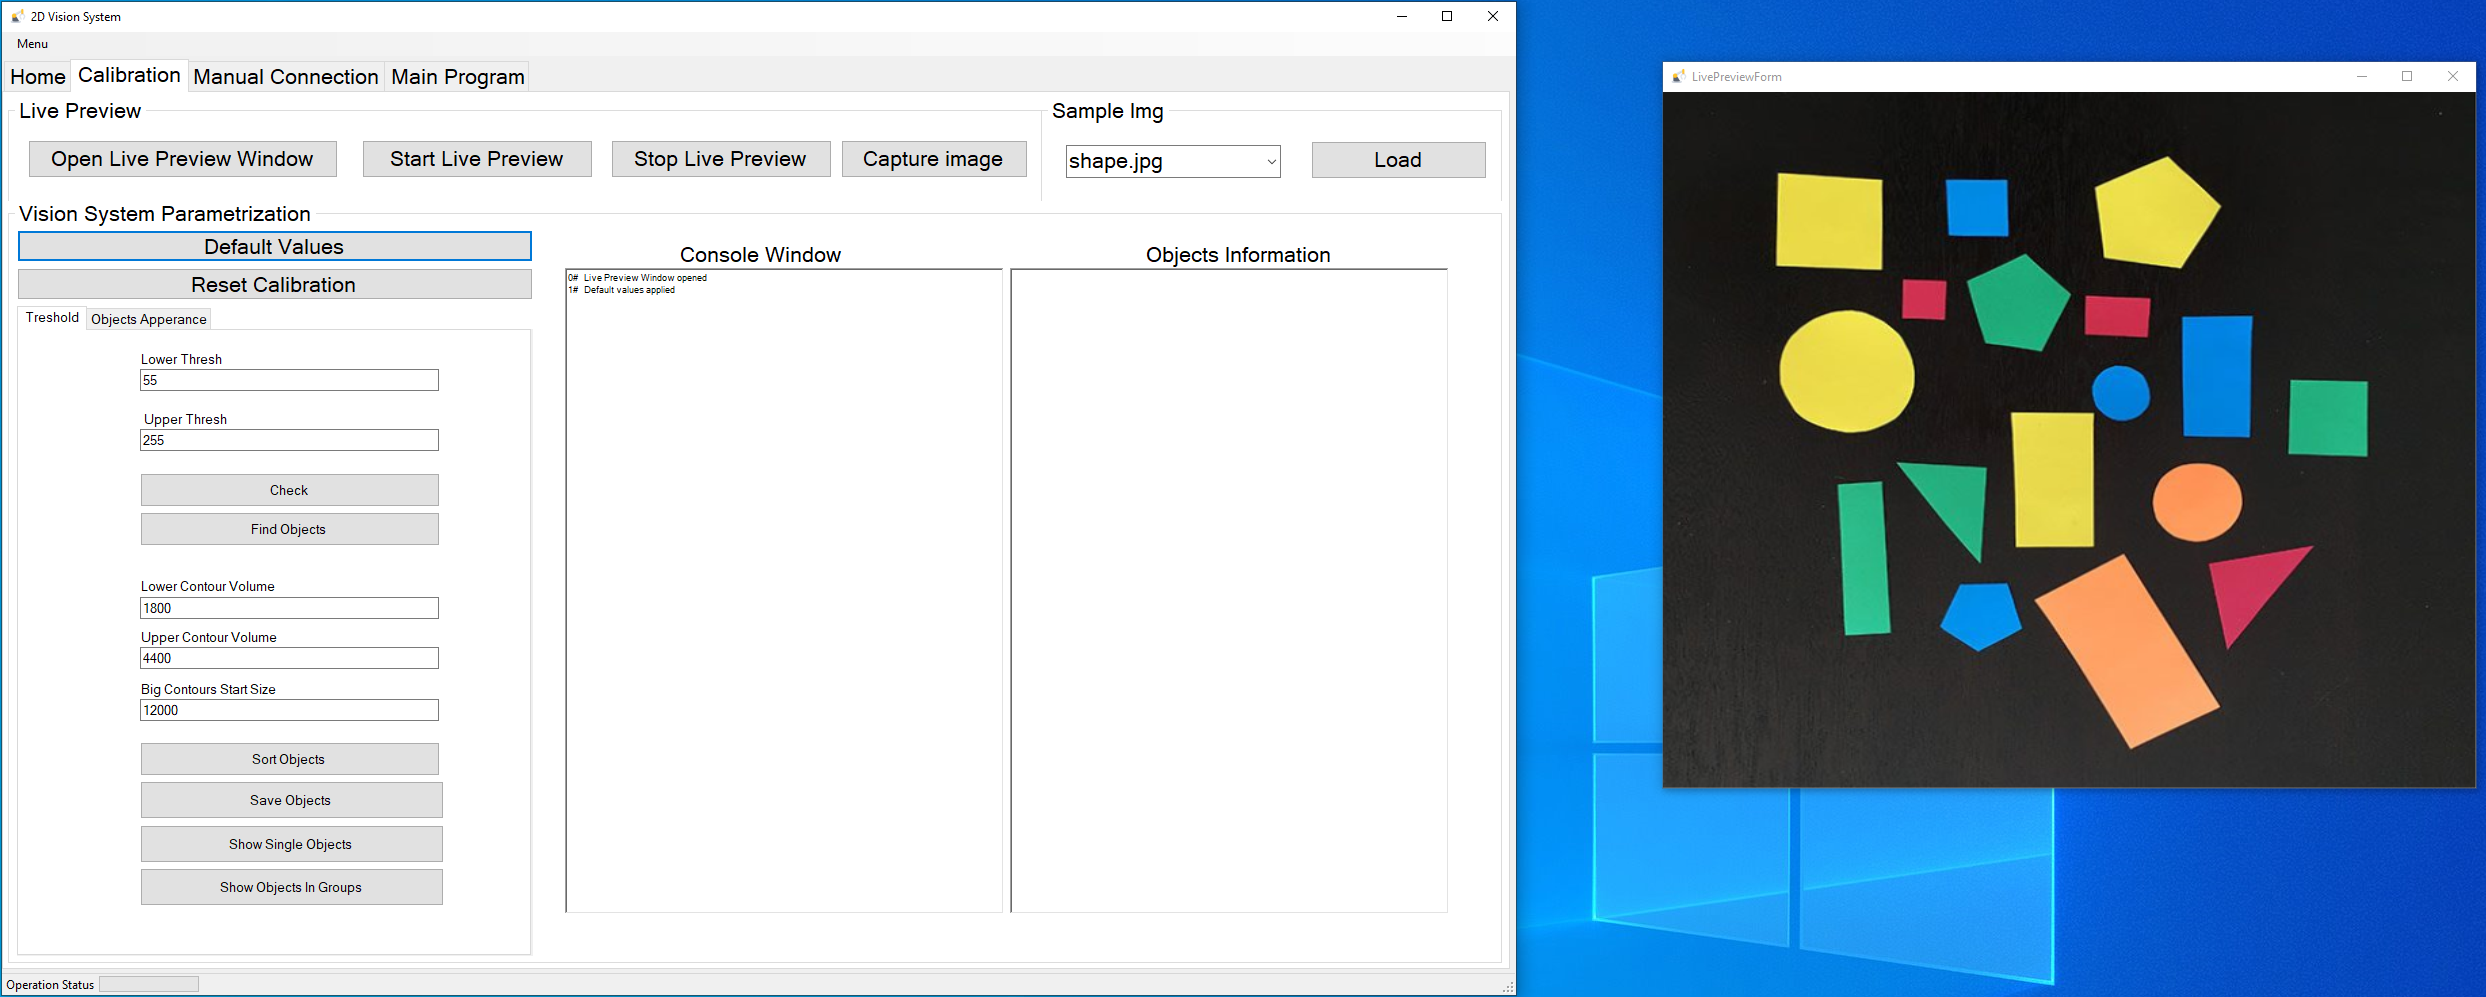 2D Vision System
Menu
Home Calibration Manual Connection Main Program
Live Preview
Open Live Preview Window Start Live Preview Stop Live Preview Capture image
Sample Img
shape.jpg Load
Vision System Parametrization
Default Values
Reset Calibration
Treshold Objects Apperance
Lower Thresh
55
Upper Thresh
255
Check
Find Objects
Lower Contour Volume
1800
Upper Contour Volume
4400
Big Contours Start Size
12000
Sort Objects
Save Objects
Show Single Objects
Show Objects In Groups
Console Window
0# Live Preview Window opened
1# Default values applied
Objects Information
Operation Status
LivePreviewForm